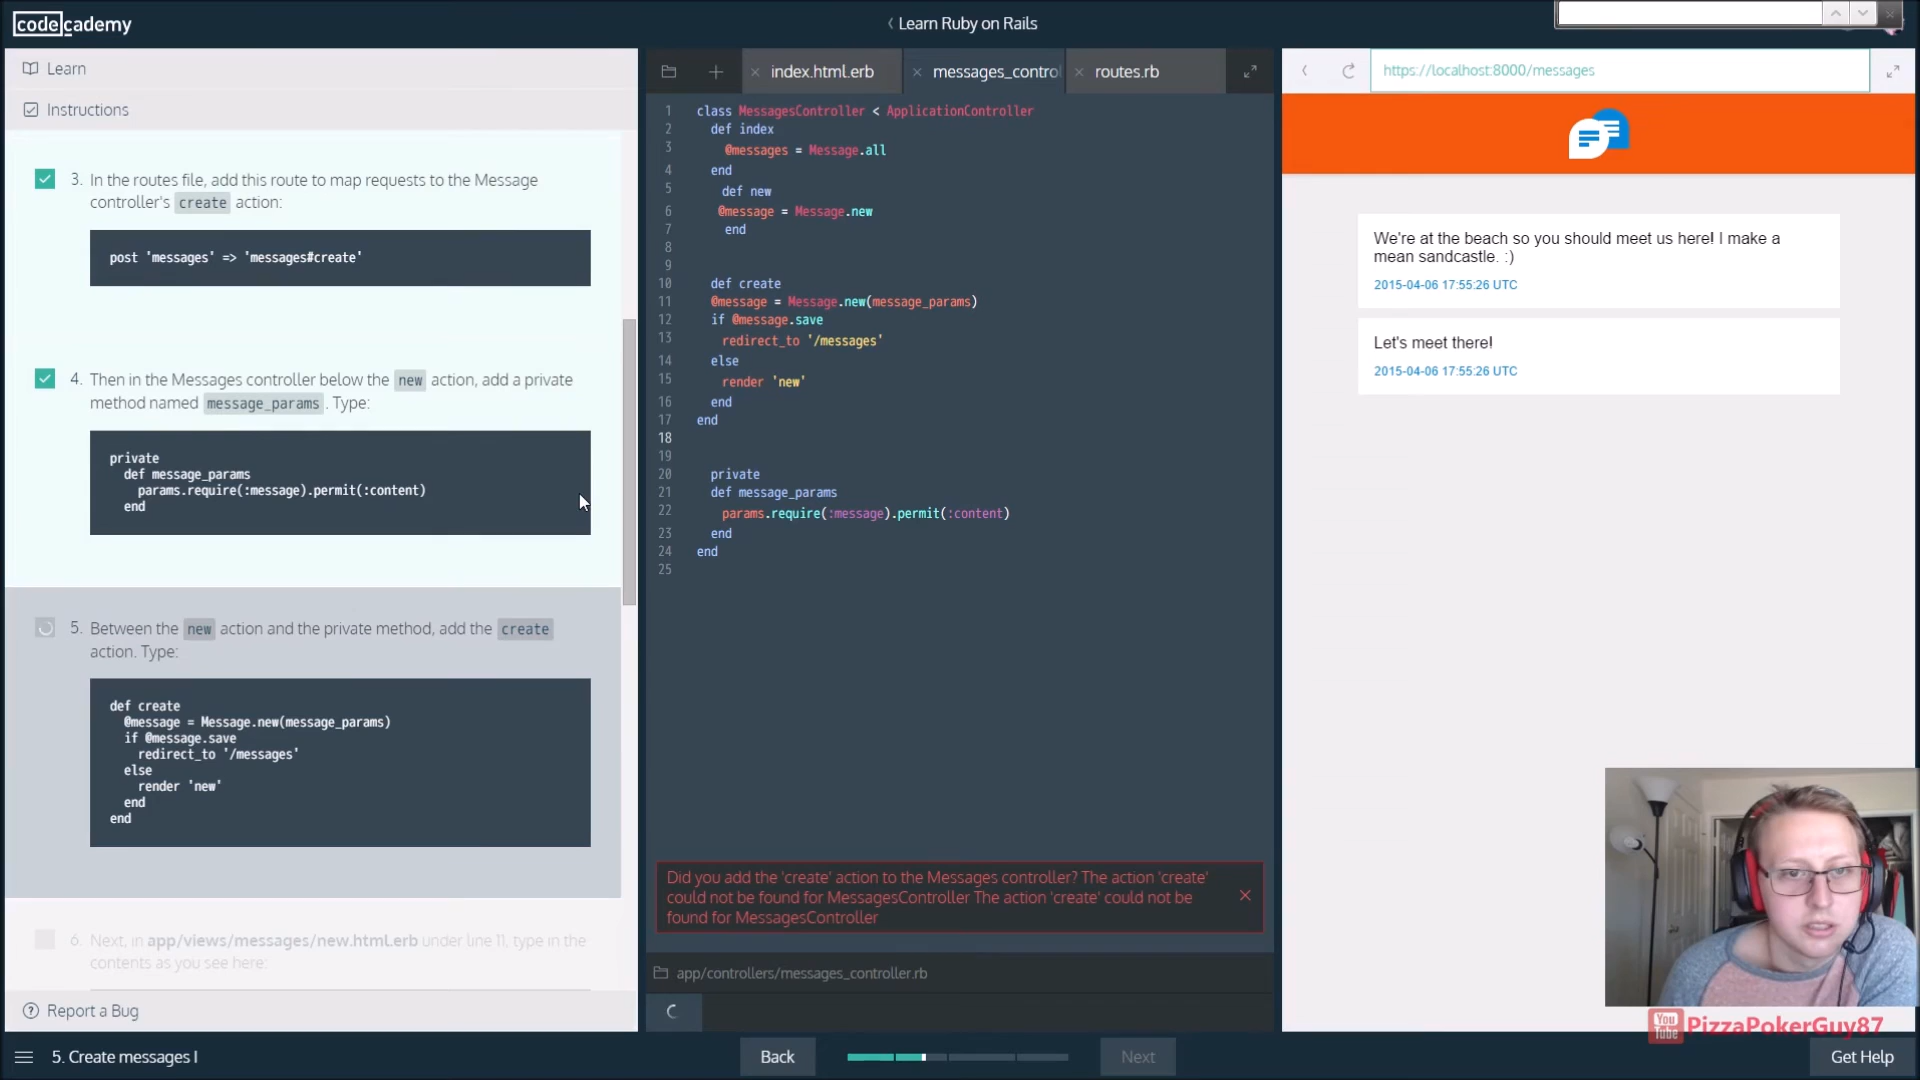 codecademy
Learn Ruby on Rails
Learn
Instructions
3. In the routes file, add this route to map requests to the Message
controller's create action:
post 'messages' => 'messages#create'
4. Then in the Messages controller below the new action, add a private
method named message_params. Type:
private
def message_params
params.require(:message).permit(:content)
end
5. Between the new action and the private method, add the create
action. Type:
def create
@message = Message.new(message_params)
if @message.save
redirect_to '/messages'
else
render 'new'
end
end
6. Next, in app/views/messages/new.html.erb under line 11, type in the
contents as you see here:
Report a Bug
5. Create messages I
index.html.erb
messages_contro
routes.rb
1 class MessagesController < ApplicationController
2 def index
3 @messages = Message.all
4 end
5 def new
6 @message = Message.new
7 end
8
9
10 def create
11 @message = Message.new(message_params)
12 if @message.save
13 redirect_to '/messages'
14 else
15 render 'new'
16 end
17 end
18
19
20 private
21 def message_params
22 params.require(:message).permit(:content)
23 end
24 end
25
Did you add the 'create' action to the Messages controller? The action 'create'
could not be found for MessagesController The action 'create' could not be
found for MessagesController
app/controllers/messages_controller.rb
Back
Next
https://localhost:8000/messages
We're at the beach so you should meet us here! I make a
mean sandcastle. :)
2015-04-06 17:55:26 UTC
Let's meet there!
2015-04-06 17:55:26 UTC
You
Tube
PizzaPokerGuy87
Get Help